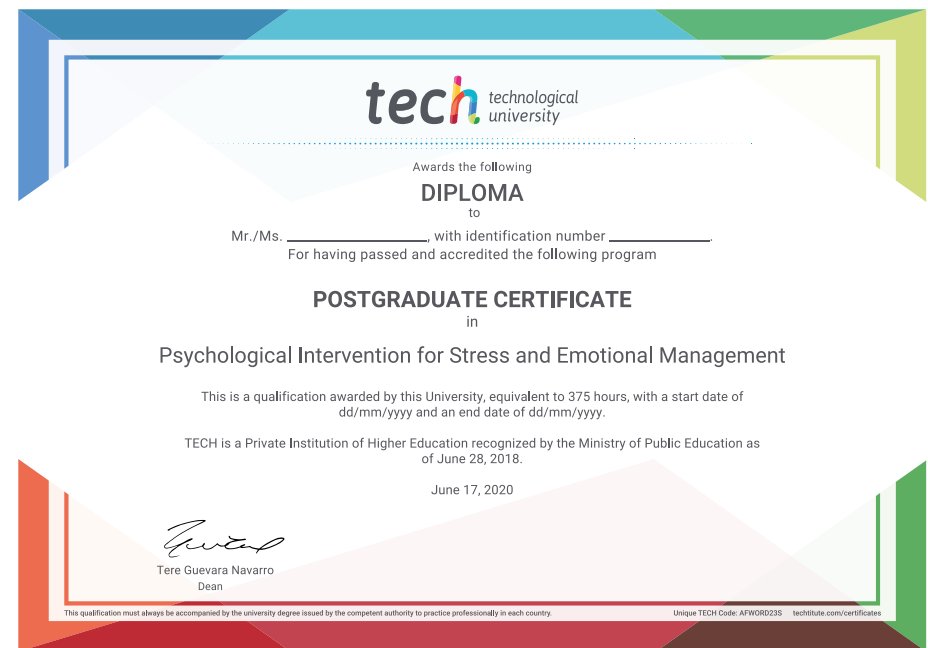 tech technological
university
Awards the following
DIPLOMA
to
Mr./Ms. ____________________, with identification number ______________.
For having passed and accredited the following program
POSTGRADUATE CERTIFICATE
in
Psychological Intervention for Stress and Emotional Management
This is a qualification awarded by this University, equivalent to 375 hours, with a start date of
dd/mm/yyyy and an end date of dd/mm/yyyy.
TECH is a Private Institution of Higher Education recognized by the Ministry of Public Education as
of June 28, 2018.
June 17, 2020
Tere Guevara Navarro
Dean
This qualification must always be accompanied by the university degree issued by the competent authority to practice professionally in each country.
Unique TECH Code: AFWORD23S techtitute.com/certificates